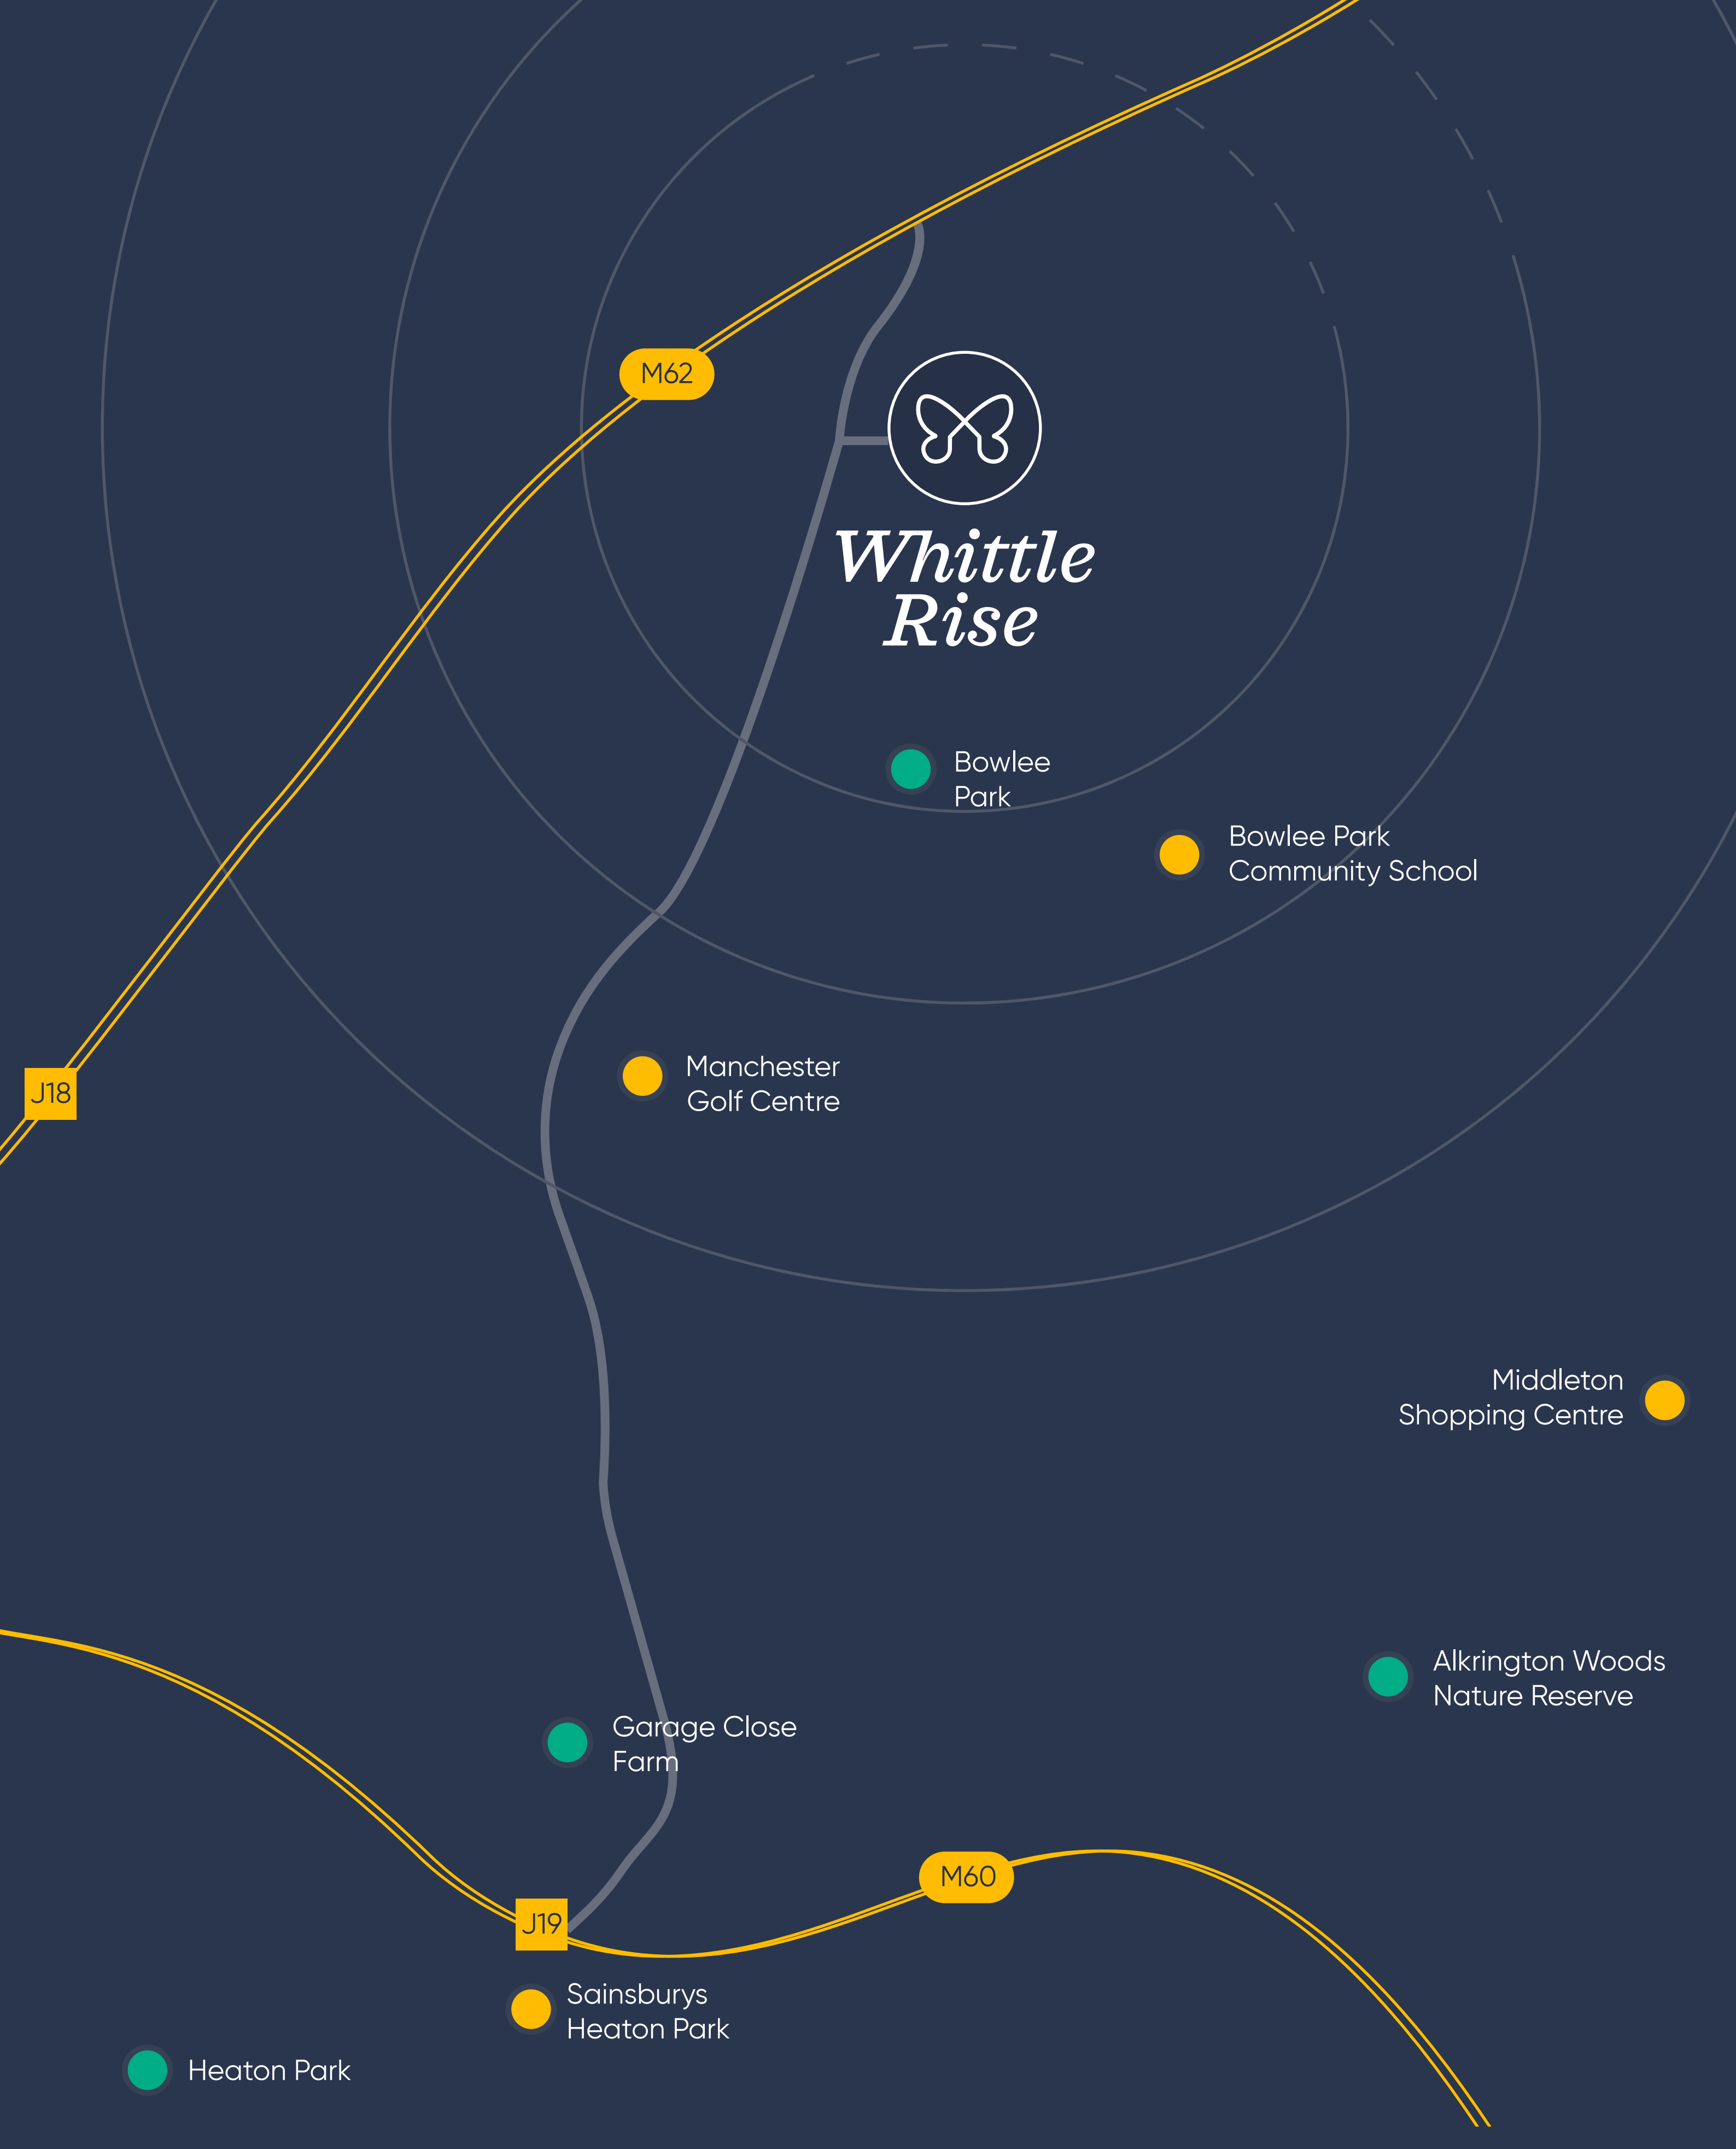 M62
Whittle
Rise
Bowlee
Park
Bowlee Park
Community School
Manchester
Golf Centre
J18
Middleton
Shopping Centre
Alkrington Woods
Nature Reserve
Garage Close
Farm
M60
J19
Sainsburys
Heaton Park
Heaton Park